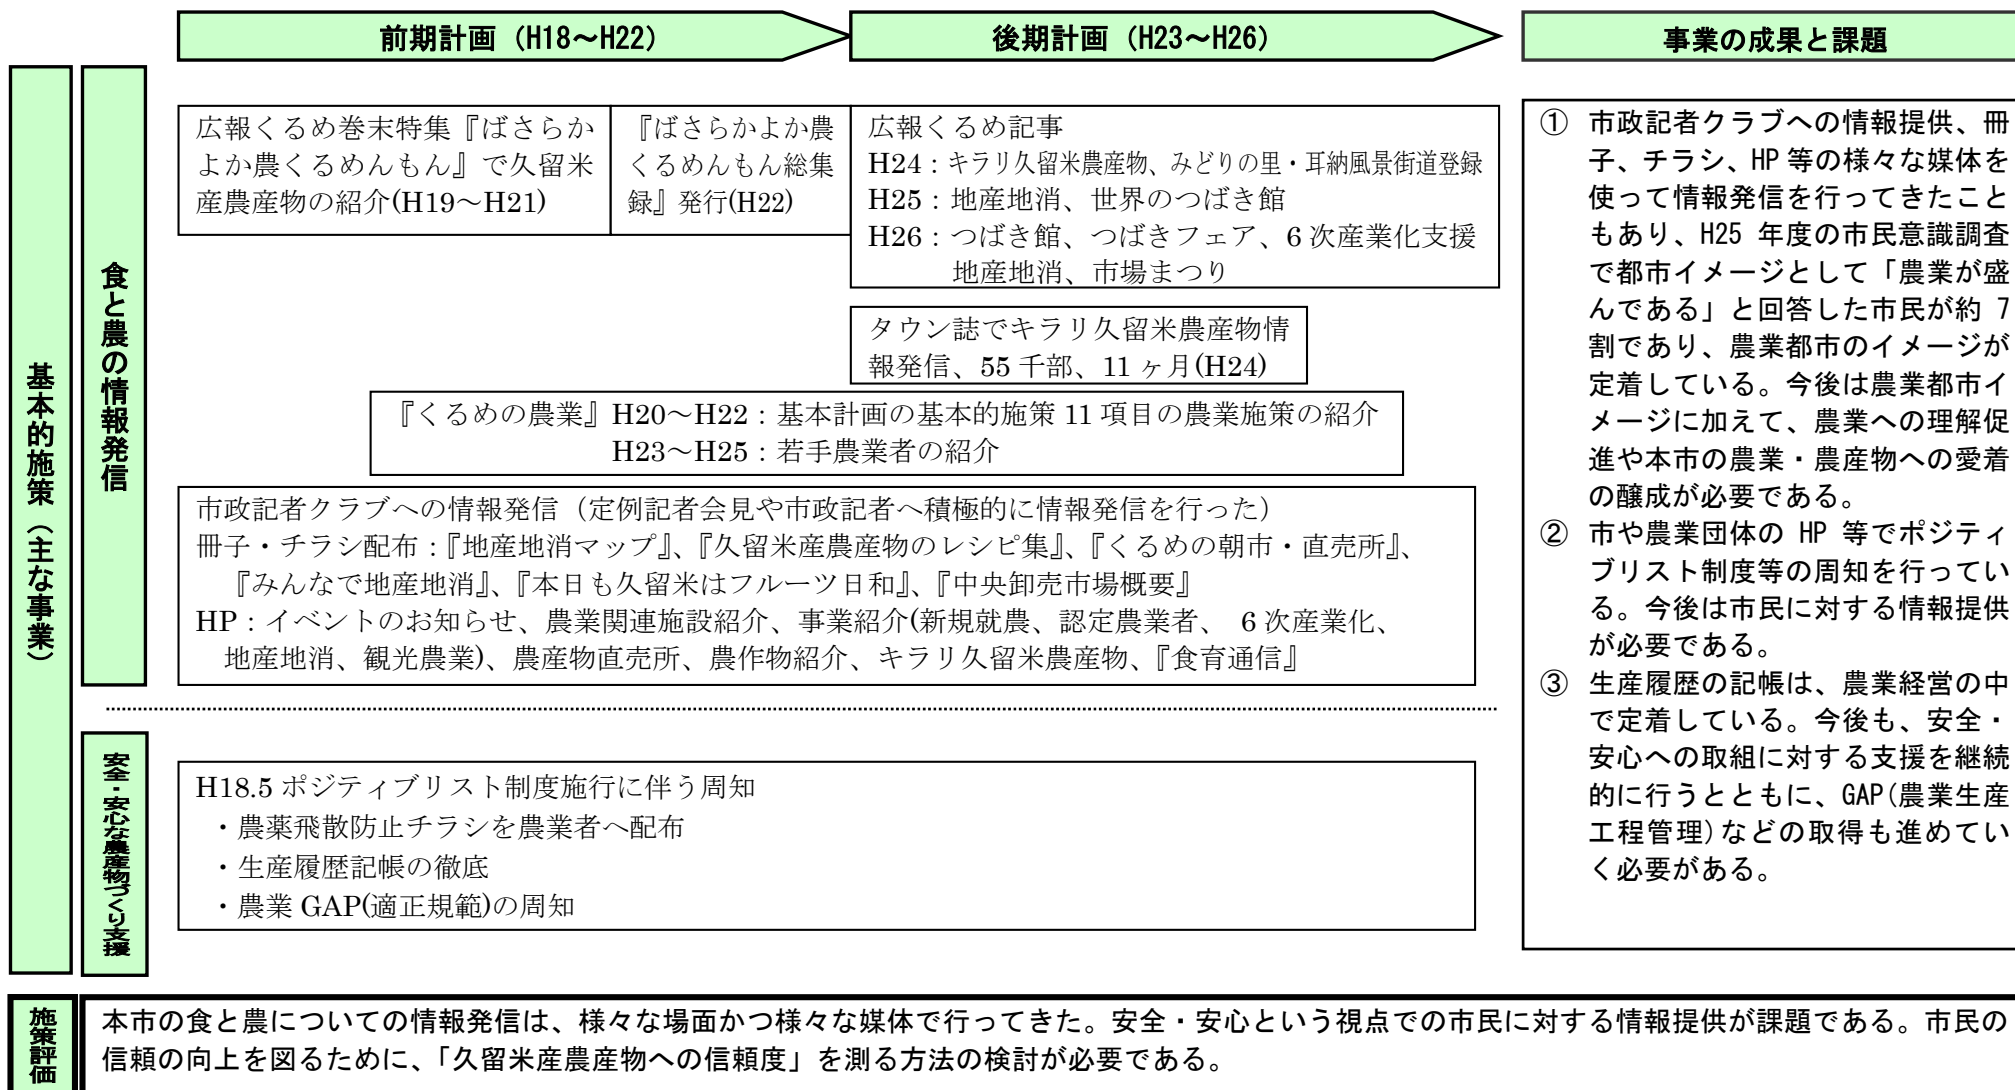 前期計画（H18～H22）
後期計画（H23～H26）
事業の成果と課題
基本的施策（主な事業）
食と農の情報発信
広報くるめ巻末特集『ばさらか
よか農くるめんもん』で久留米
産農産物の紹介(H19～H21)
『ばさらかよか農
くるめんもん総集
録』発行(H22)
広報くるめ記事
H24：キラリ久留米農産物、みどりの里・耳納風景街道登録
H25：地産地消、世界のつばき館
H26：つばき館、つばきフェア、6 次産業化支援
地産地消、市場まつり
タウン誌でキラリ久留米農産物情
報発信、55 千部、11 ヶ月(H24)
『くるめの農業』H20～H22：基本計画の基本的施策 11 項目の農業施策の紹介
H23～H25：若手農業者の紹介
市政記者クラブへの情報発信（定例記者会見や市政記者へ積極的に情報発信を行った）
冊子・チラシ配布：『地産地消マップ』、『久留米産農産物のレシピ集』、『くるめの朝市・直売所』、
『みんなで地産地消』、『本日も久留米はフルーツ日和』、『中央卸売市場概要』
HP：イベントのお知らせ、農業関連施設紹介、事業紹介(新規就農、認定農業者、 6 次産業化、
地産地消、観光農業)、農産物直売所、農作物紹介、キラリ久留米農産物、『食育通信』
安全・安心な農産物づくり支援
H18.5 ポジティブリスト制度施行に伴う周知
・農薬飛散防止チラシを農業者へ配布
・生産履歴記帳の徹底
・農業 GAP(適正規範)の周知
① 市政記者クラブへの情報提供、冊
子、チラシ、HP 等の様々な媒体を
使って情報発信を行ってきたこと
もあり、H25 年度の市民意識調査
で都市イメージとして「農業が盛
んである」と回答した市民が約 7
割であり、農業都市のイメージが
定着している。今後は農業都市イ
メージに加えて、農業への理解促
進や本市の農業・農産物への愛着
の醸成が必要である。
② 市や農業団体の HP 等でポジティ
ブリスト制度等の周知を行ってい
る。今後は市民に対する情報提供
が必要である。
③ 生産履歴の記帳は、農業経営の中
で定着している。今後も、安全・
安心への取組に対する支援を継続
的に行うとともに、GAP(農業生産
工程管理)などの取得も進めてい
く必要がある。
施策評価
本市の食と農についての情報発信は、様々な場面かつ様々な媒体で行ってきた。安全・安心という視点での市民に対する情報提供が課題である。市民の
信頼の向上を図るために、「久留米産農産物への信頼度」を測る方法の検討が必要である。